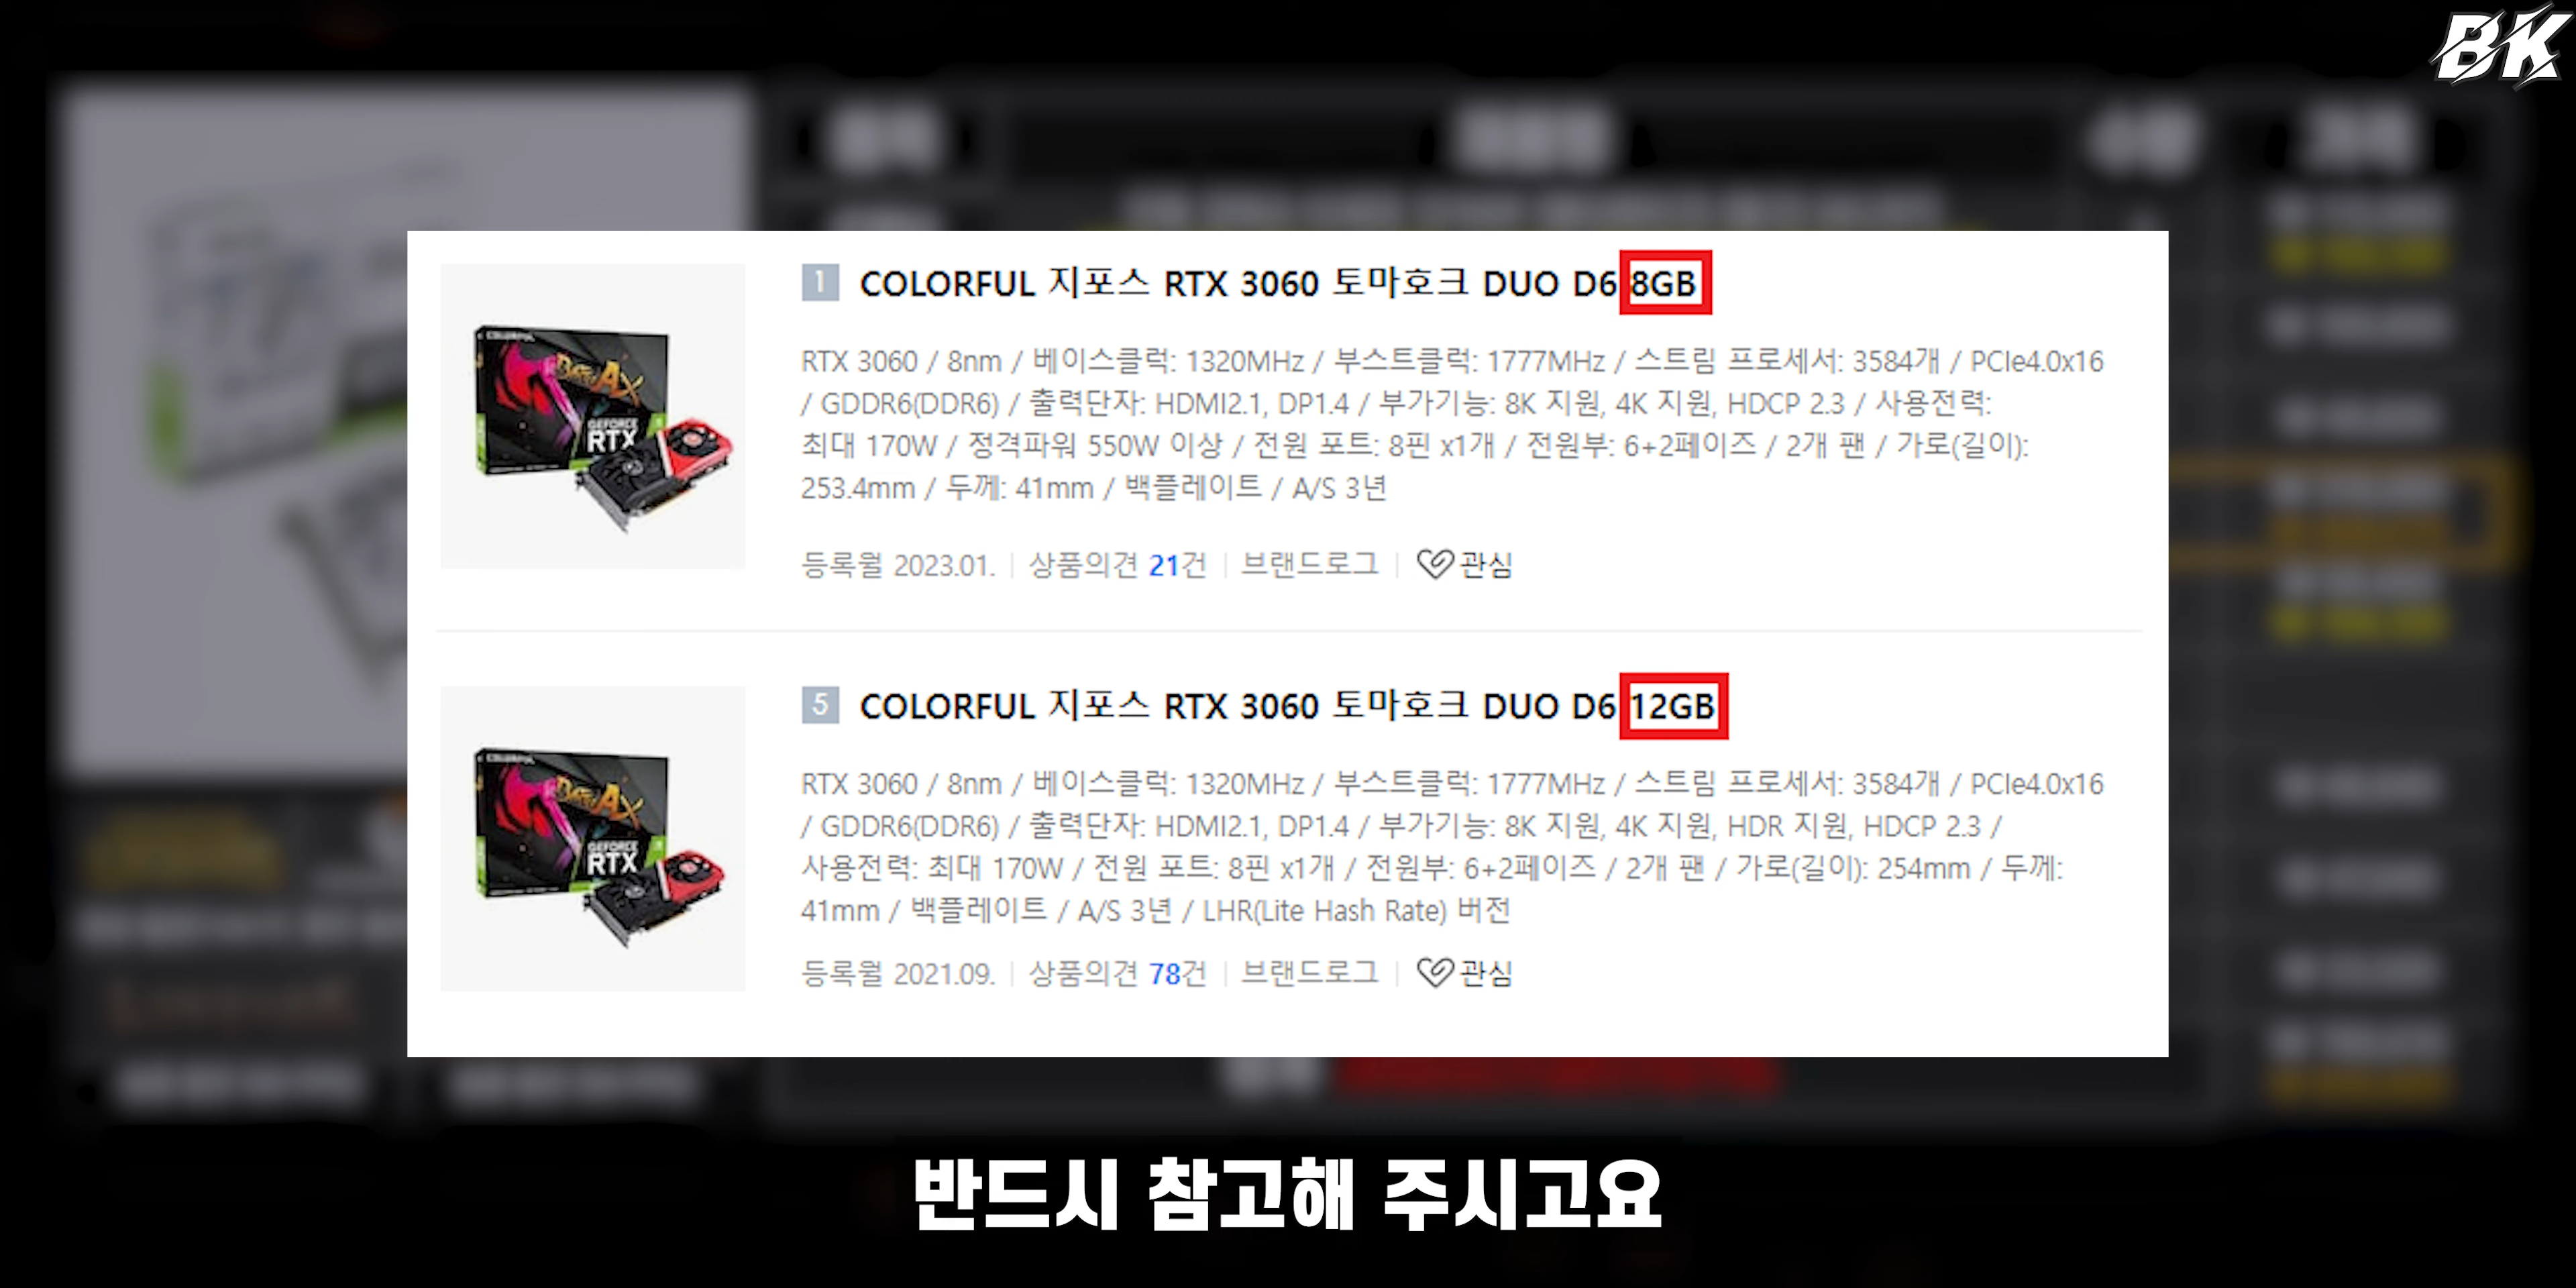 BK
1 COLORFUL 지포스 RTX 3060 토마호크 DUO D6 8GB
RTX 3060 / 8nm / 베이스클럭: 1320MHz / 부스트클럭: 1777MHz / 스트림 프로세서: 3584개 / PCIe4.0x16
/ GDDR6(DDR6) / 출력단자: HDMI2.1, DP1.4 / 부가기능: 8K 지원, 4K 지원, HDCP 2.3 / 사용전력:
최대 170W / 정격파워 550W 이상 / 전원 포트: 8핀 x1개 / 전원부: 6+2페이즈 / 2개 팬 / 가로(길이):
253.4mm / 두께: 41mm / 백플레이트 / A/S 3년
등록월 2023.01. 상품의견 21건 브랜드로그 관심
COLORFUL
GEFORCE
RTX
5 COLORFUL 지포스 RTX 3060 토마호크 DUO D6 12GB
RTX 3060 / 8nm / 베이스클럭: 1320MHz / 부스트클럭: 1777MHz / 스트림 프로세서: 3584개 / PCIe4.0x16
/ GDDR6(DDR6) / 출력단자: HDMI2.1, DP1.4 / 부가기능: 8K 지원, 4K 지원, HDR 지원, HDCP 2.3 /
사용전력: 최대 170W / 전원 포트: 8핀 x1개 / 전원부: 6+2페이즈 / 2개 팬 / 가로(길이): 254mm / 두께:
41mm / 백플레이트 / A/S 3년 / LHR(Lite Hash Rate) 버전
등록월 2021.09. 상품의견 78건 브랜드로그 관심
COLORFUL
GEFORCE
RTX
반드시 참고해 주시고요